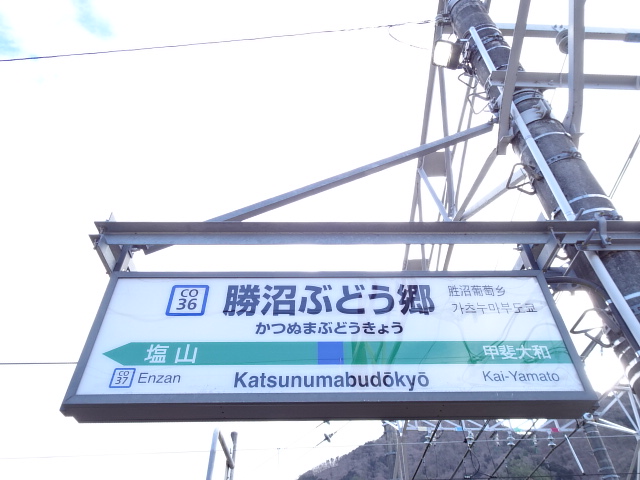 CO
36
勝沼ぶどう郷
胜沼葡萄乡
가츠누마부도쿄
かつぬまぶどうきょう
塩山
甲斐大和
CO
37
Enzan
Katsunumabudōkyō
Kai-Yamato